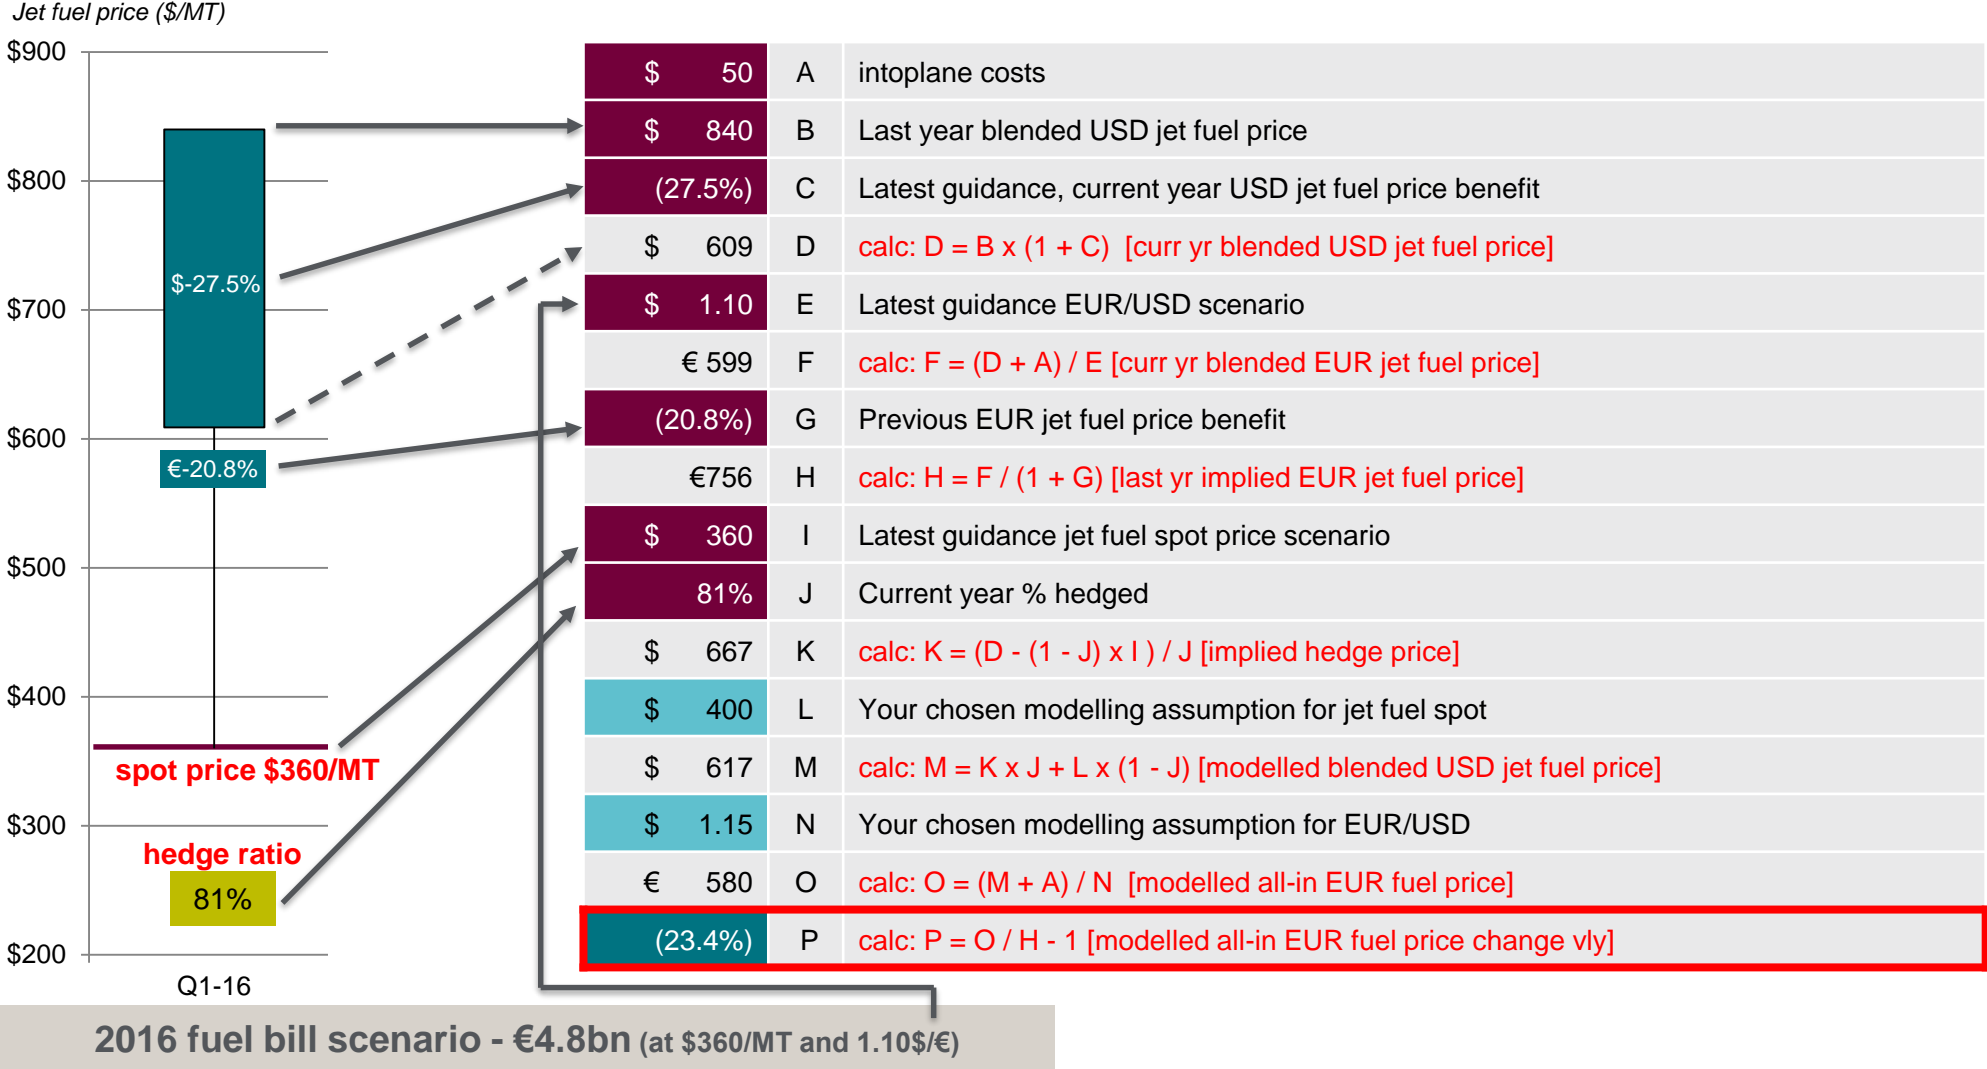 Jet fuel price ($/MT)
$900
$800
$700
$600
$500
$400
$300
$200
$-27.5%
€-20.8%
spot price $360/MT
hedge ratio
81%
Q1-16
$ 50 A intoplane costs
$ 840 B Last year blended USD jet fuel price
(27.5%) C Latest guidance, current year USD jet fuel price benefit
$ 609 D calc: D = B x (1 + C) [curr yr blended USD jet fuel price]
$ 1.10 E Latest guidance EUR/USD scenario
€ 599 F calc: F = (D + A) / E [curr yr blended EUR jet fuel price]
(20.8%) G Previous EUR jet fuel price benefit
€756 H calc: H = F / (1 + G) [last yr implied EUR jet fuel price]
$ 360 I Latest guidance jet fuel spot price scenario
81% J Current year % hedged
$ 667 K calc: K = (D - (1 - J) x I ) / J [implied hedge price]
$ 400 L Your chosen modelling assumption for jet fuel spot
$ 617 M calc: M = K x J + L x (1 - J) [modelled blended USD jet fuel price]
$ 1.15 N Your chosen modelling assumption for EUR/USD
€ 580 O calc: O = (M + A) / N [modelled all-in EUR fuel price]
(23.4%) P calc: P = O / H - 1 [modelled all-in EUR fuel price change vly]
2016 fuel bill scenario - €4.8bn (at $360/MT and 1.10$/€)